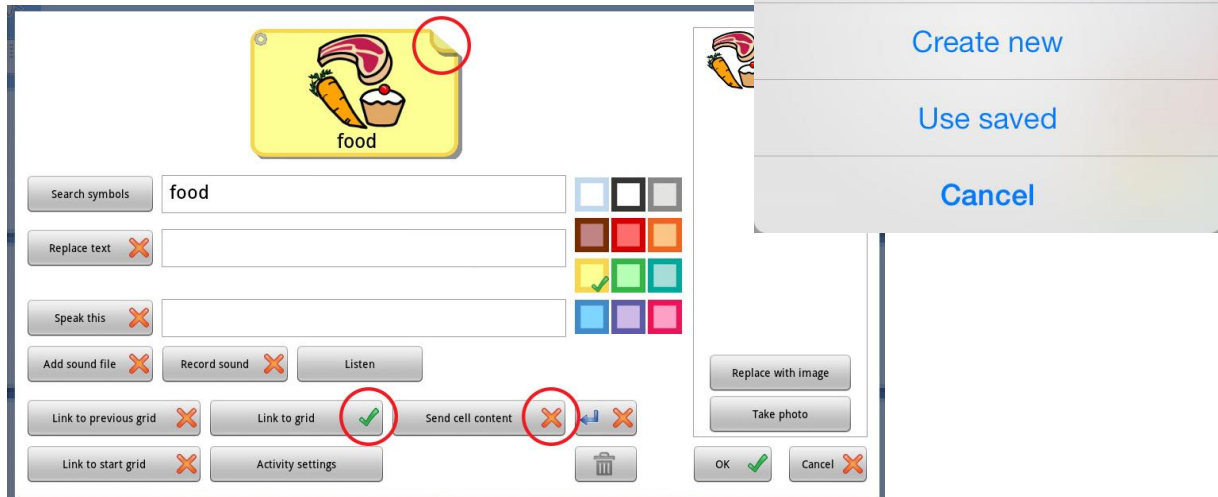 food
Create new
Use saved
Cancel
Search symbols food
Replace text
Speak this
Add sound file Record sound Listen
Replace with image
Link to previous grid Link to grid Send cell content
Take photo
Link to start grid Activity settings OK Cancel